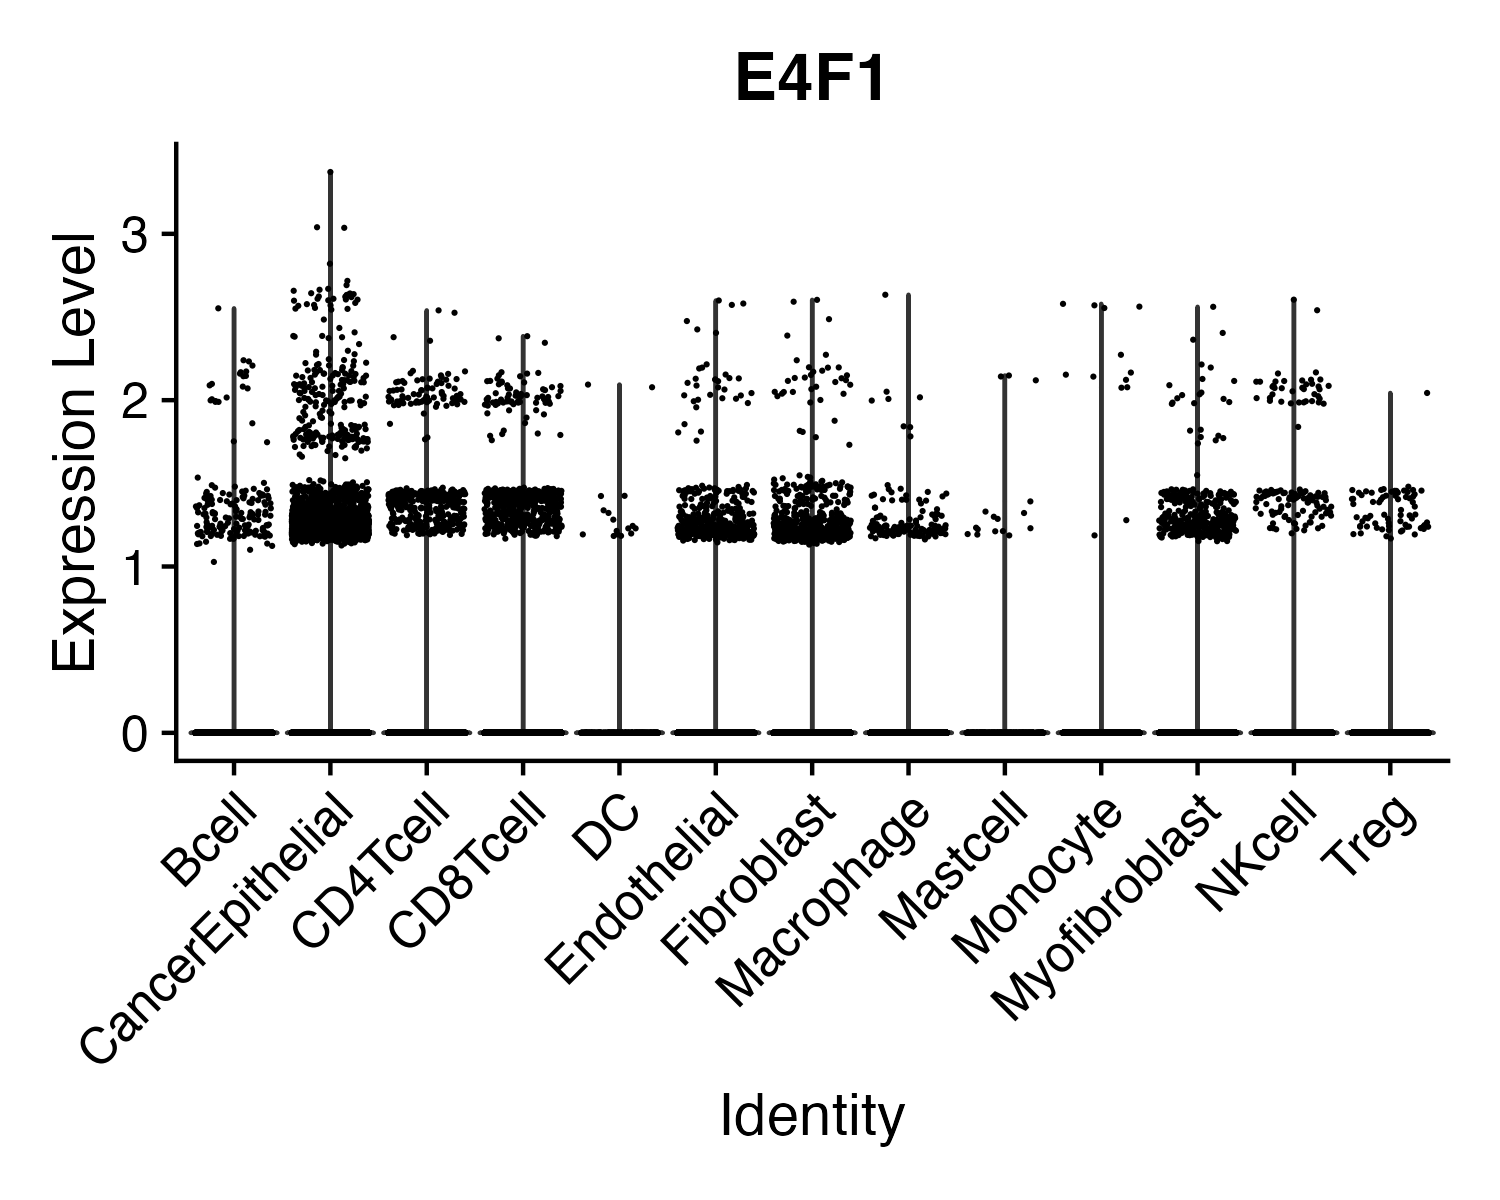 E4F1
Expression Level
3
2
1
0
Bcell
CancerEpithelial
CD4Tcell
CD8Tcell
DC
Endothelial
Fibroblast
Macrophage
Mastcell
Monocyte
Myofibroblast
NKcell
Treg
Identity